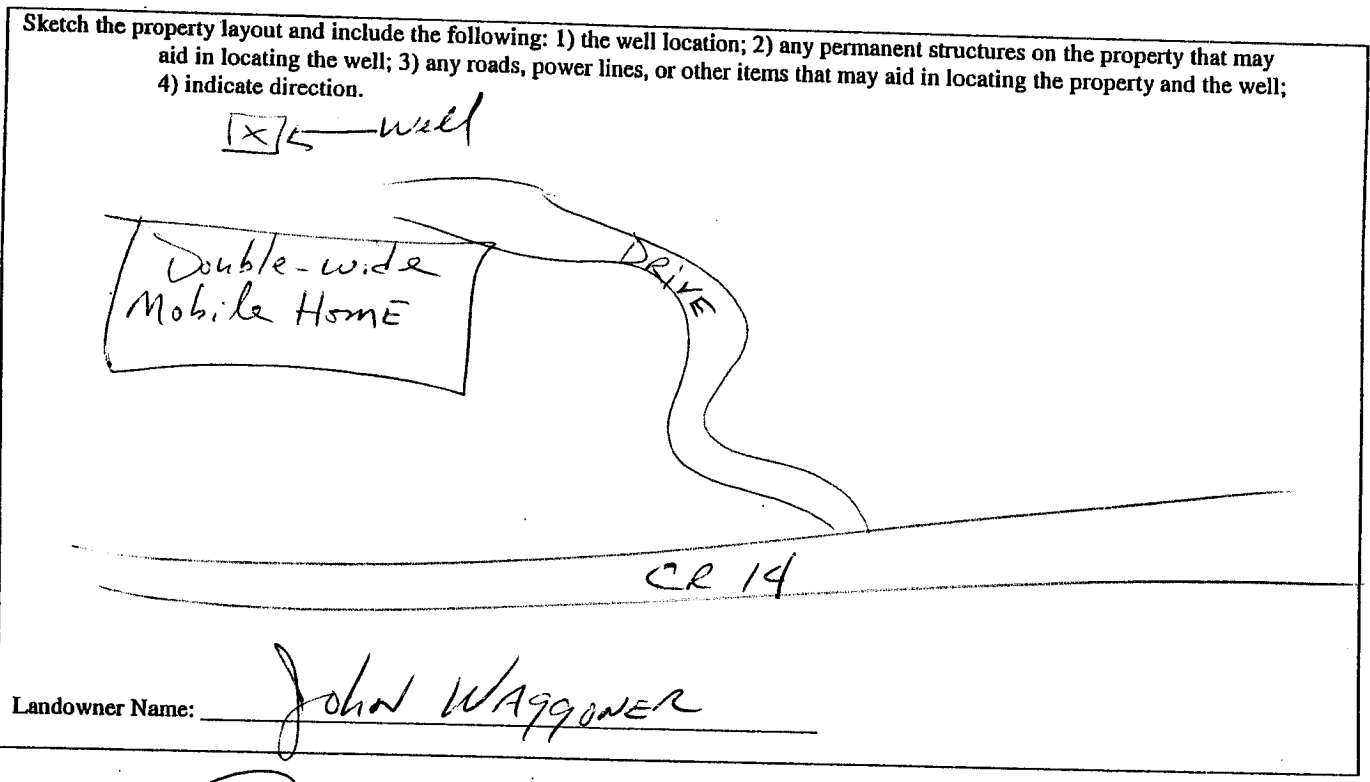 Sketch the property layout and include the following: 1) the well location; 2) any permanent structures on the property that may
aid in locating the well; 3) any roads, power lines, or other items that may aid in locating the property and the well;
4) indicate direction.
X Well
Double-wide
Mobile HomE
DRiVE
CR 14
Landowner Name: John WAggONER